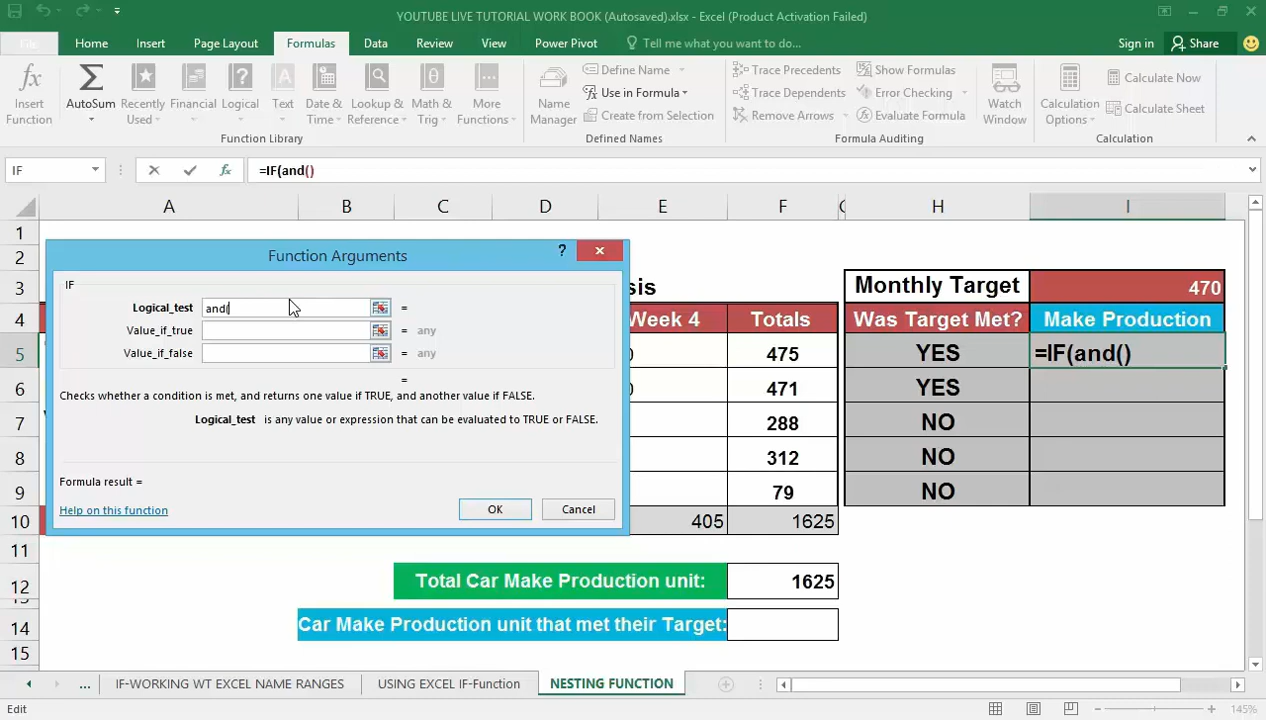 YOUTUBE LIVE TUTORIAL WORK BOOK (Autosaved).xlsx - Excel (Product Activation Failed)
File Home Insert Page Layout Formulas Data Review View Power Pivot Tell me what you want to do... Sign in Share
Insert Function
AutoSum
Recently Used
Financial
Logical
Text
Date & Time
Lookup & Reference
Math & Trig
More Functions
Function Library
Name Manager
Define Name
Use in Formula
Create from Selection
Defined Names
Trace Precedents
Trace Dependents
Remove Arrows
Show Formulas
Error Checking
Evaluate Formula
Formula Auditing
Watch Window
Calculation Options
Calculate Now
Calculate Sheet
Calculation
IF fx =IF(and()
A B C D E F H I
1
2
3 sis Monthly Target 470
4 Week 4 Totals Was Target Met? Make Production
5 0 475 YES =IF(and()
6 0 471 YES
7 288 NO
8 312 NO
9 79 NO
10 405 1625
11
12 Total Car Make Production unit: 1625
14 Car Make Production unit that met their Target:
15
Function Arguments ?
IF
Logical_test and( =
Value_if_true = any
Value_if_false = any
=
Checks whether a condition is met, and returns one value if TRUE, and another value if FALSE.
Logical_test is any value or expression that can be evaluated to TRUE or FALSE.
Formula result =
Help on this function OK Cancel
... IF-WORKING WT EXCEL NAME RANGES USING EXCEL IF-Function NESTING FUNCTION
Edit 145%